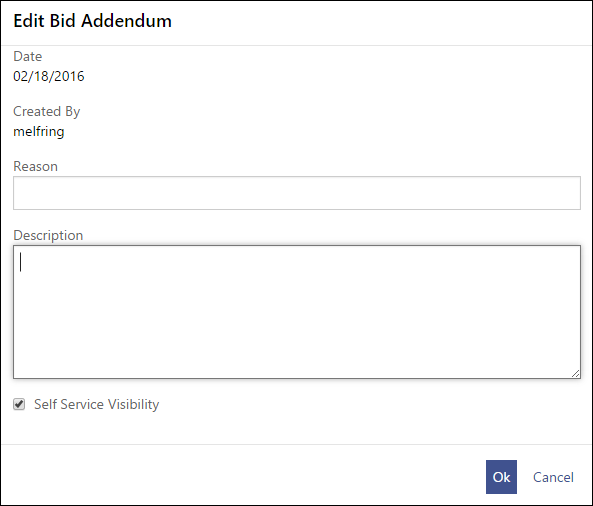 Edit Bid Addendum
Date
02/18/2016
Created By
melfring
Reason
Description
Self Service Visibility
Ok Cancel